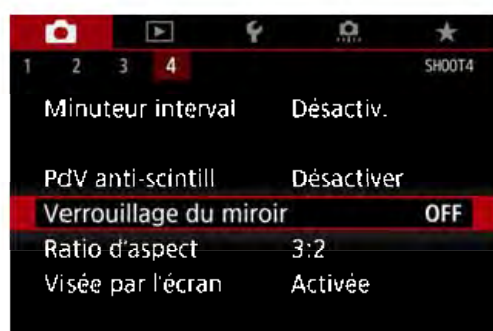 1 2 3 4 SHOOT4
Minuteur interval Désactiv.
PdV anti-scintill Désactiver
Verrouillage du miroir OFF
Ratio d'aspect 3:2
Visée par l'écran Activée